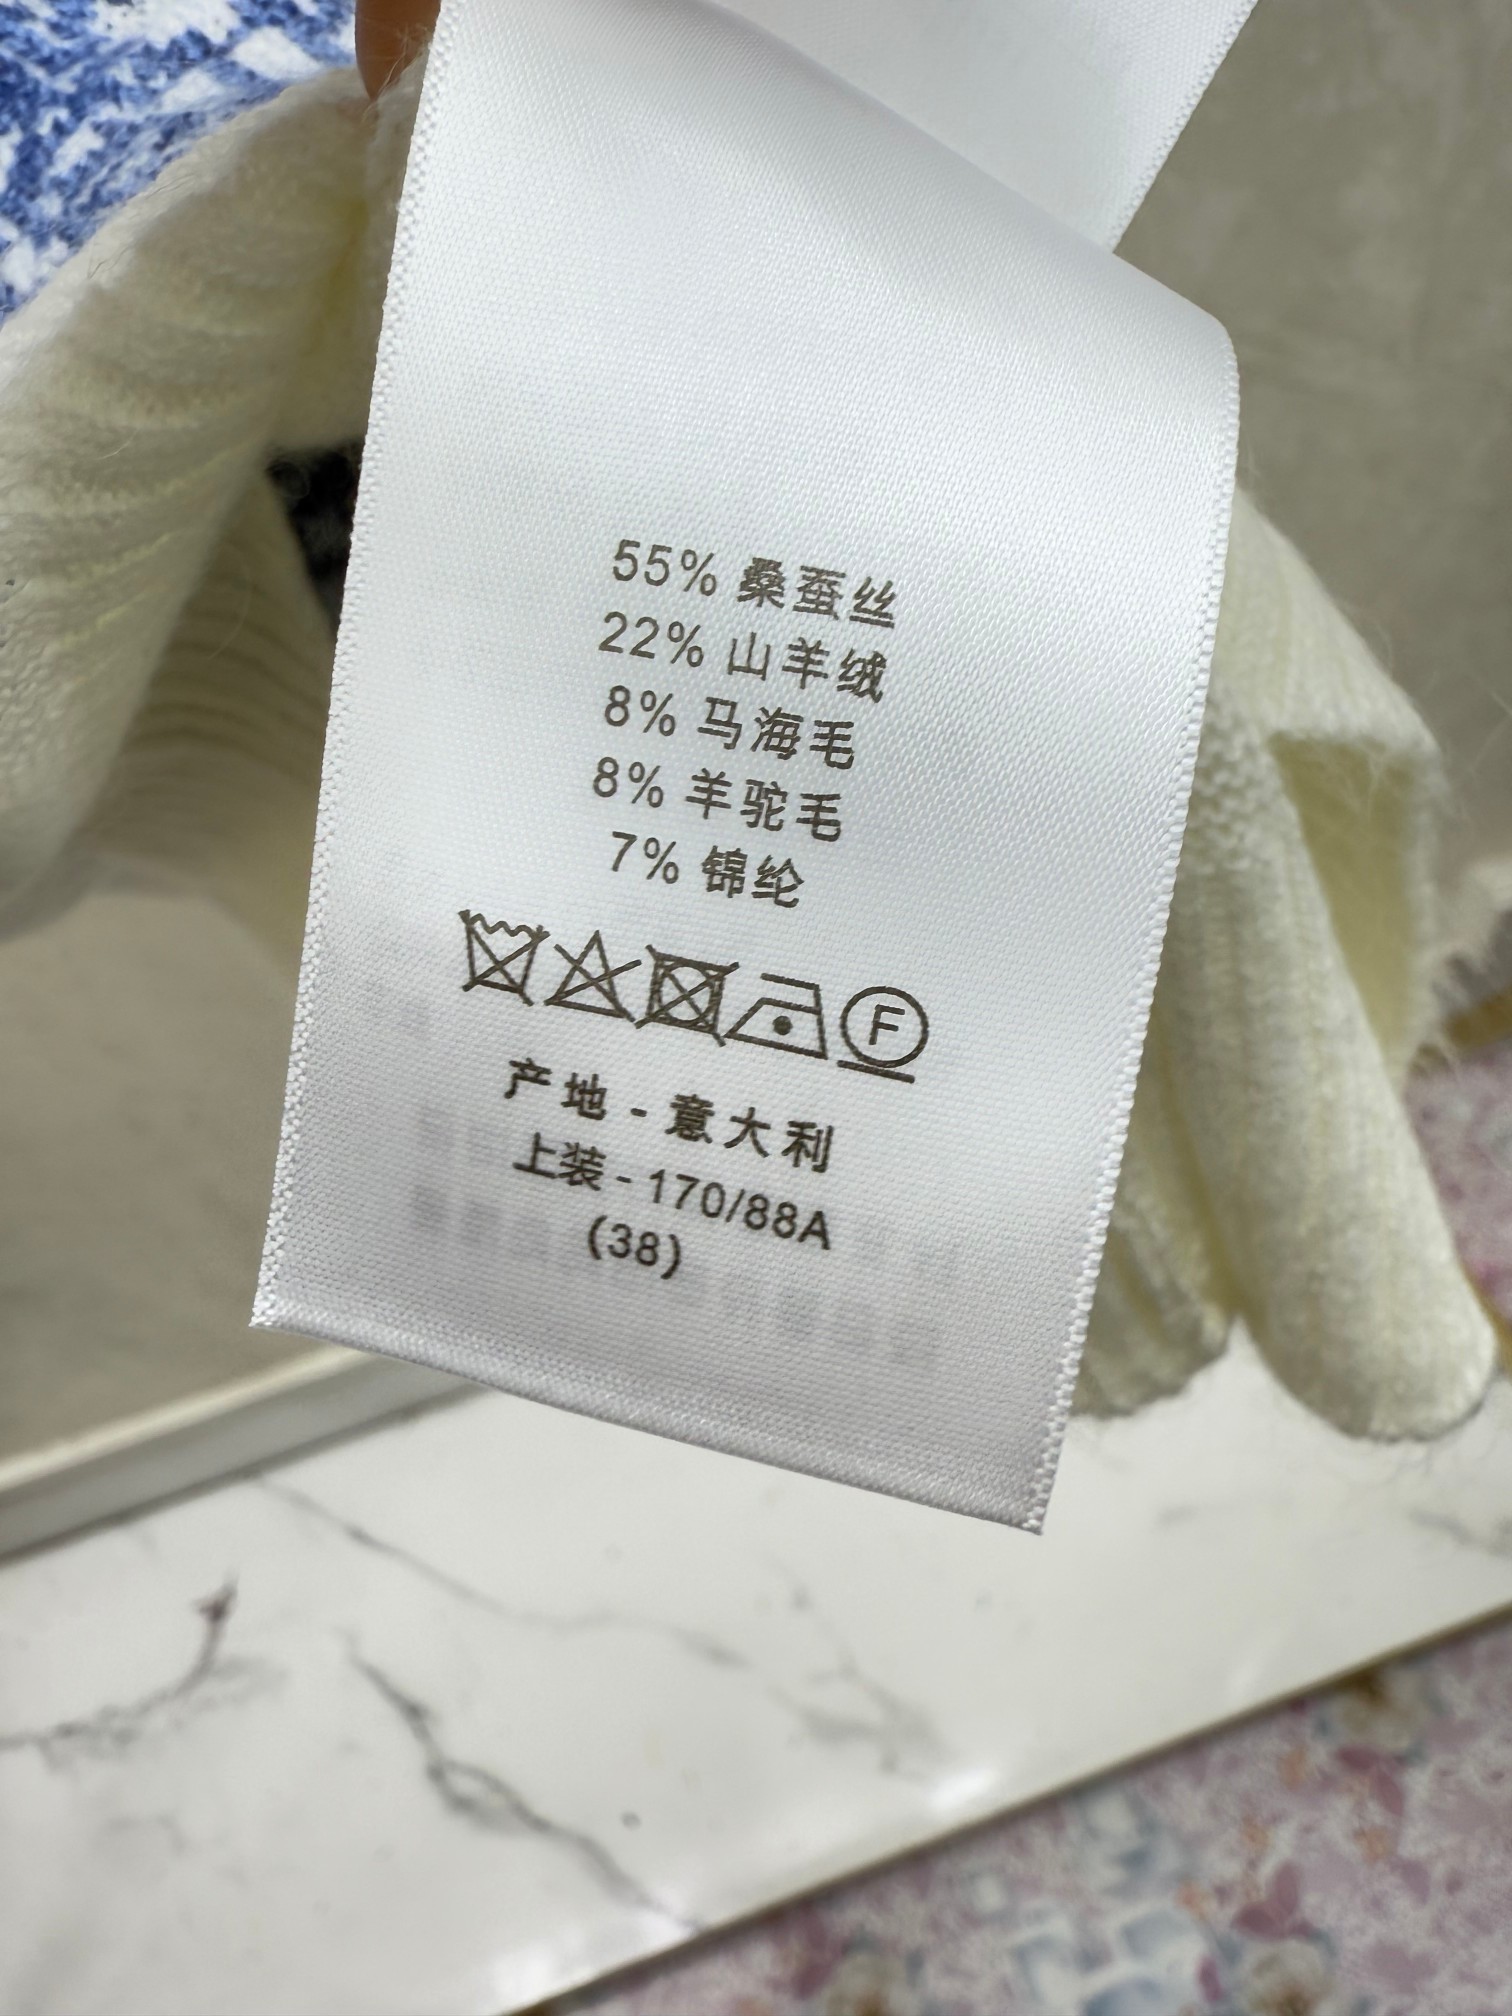 55% 桑蚕丝
22% 山羊绒
8% 马海毛
8% 羊驼毛
7% 锦纶
F
产地 - 意大利
上装 - 170/88A
(38)